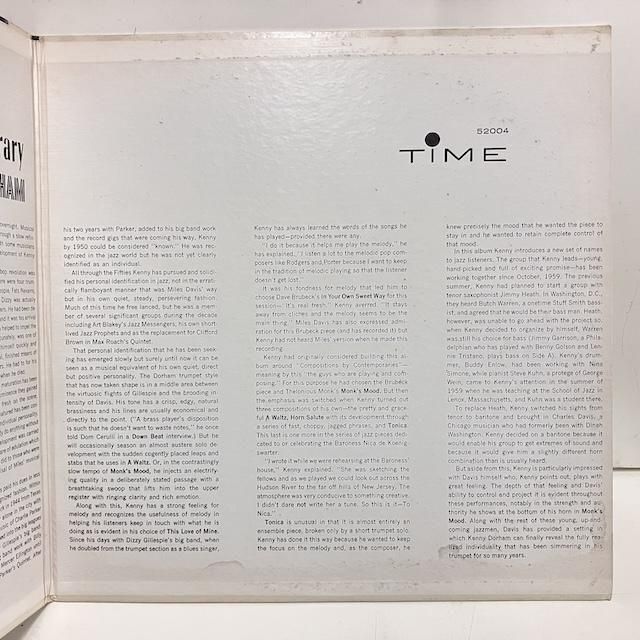 rary
HAM
52004
TIME
his two years with Parker, added to his big band work
and the record gigs that were coming his way, Kenny
by 1950 could be considered "known." He was rec-
ognized in the jazz world but he was not yet clearly
identified as an individual.
All through the Fifties Kenny has pursued and solidi-
fied his personal identification in jazz; not in the errati-
cally flamboyant manner that was Miles Davis' way
but in his own quiet, steady, persevering fashion.
Much of this time he free lanced, but he was a mem-
ber of several significant groups during the decade
including Art Blakey's Jazz Messengers, his own short-
lived Jazz Prophets and as the replacement for Clifford
Brown in Max Roach's Quintet.
That personal identification that he has been seek-
ing has emerged slowly but surely until now it can be
seen as a musical equivalent of his own quiet, direct
but positive personality. The Dorham trumpet style
that has now taken shape is in a middle area between
the virtuosic flights of Gillespie and the brooding in-
tensity of Davis. His tone has a crisp, edgy, natural
brassiness and his lines are usually economical and
directly to the point. ("A brass player's disposition
is such that he doesn't want to waste notes," he once
told Dom Cerulli in a Down Beat interview.) But he
will occasionally season an almost austere solo de-
velopment with the sudden cogently placed leaps and
stabs that he uses in A Waltz. Or, in the contrastingly
slow tempo of Monk's Mood, he injects an electrify-
ing quality in a deliberately stated passage with a
breathtaking swoop that lifts him into the upper
register with ringing clarity and rich emotion.
Along with this, Kenny has a strong feeling for
melody and recognizes the usefulness of melody in
helping his listeners keep in touch with what he is
doing as is evident in his choice of This Love of Mine.
Since his days with Dizzy Gillespie's big band, when
he doubled from the trumpet section as a blues singer,
Kenny has always learned the words of the songs he
has played—provided there were any.
"I do it because it helps me play the melody," he
has explained. "I listen a lot to the melodic pop com-
posers like Rodgers and Porter because I want to keep
in the tradition of melodic playing so that the listener
doesn't get lost."
It was his fondness for melody that led him to
choose Dave Brubeck's In Your Own Sweet Way for this
session—"It's real fresh," Kenny averred. "It stays
away from cliches and the melody seems to be the
main thing." Miles Davis has also expressed admi-
ration for this Brubeck piece (and has recorded it) but
Kenny had not heard Miles' version when he made this
recording.
Kenny had originally considered building this al-
bum around "Compositions by Contemporaries"—
meaning by this "the guys who are playing and com-
posing." For this purpose he had chosen the Brubeck
piece and Thelonious Monk's Monk's Mood. But then
the emphasis was switched when Kenny turned out
three compositions of his own—the pretty and grace-
ful A Waltz, Horn Salute with its development through
a series of fast, choppy, jagged phrases, and Tonica.
This last is one more in the series of jazz pieces dedi-
cated to or celebrating the Baroness Nica de Koenig-
swarter.
"I wrote it while we were rehearsing at the Baroness'
house," Kenny explained. "She was sketching the
fellows and as we played we could look out across the
Hudson River to the far hills of New Jersey. The
atmosphere was very conducive to something creative.
I didn't dare not write her a tune. So this is it—To
Nica."
Tonica is unusual in that it is almost entirely an
ensemble piece, broken only by a short trumpet solo.
Kenny has done it this way because he wanted to keep
the focus on the melody and, as the composer, he
knew precisely the mood that he wanted the piece to
stay in and he wanted to retain complete control of
that mood.
In this album Kenny introduces a new set of names
to jazz listeners. The group that Kenny leads—young,
hand-picked and full of exciting promise—has been
working together since October, 1959. The previous
summer, Kenny had planned to start a group with
tenor saxophonist Jimmy Heath. In Washington, D.C.,
they heard Butch Warren, a onetime Stuff Smith bass-
ist, and agreed that he would be their bass man. Heath,
however, was unable to go ahead with the project so,
when Kenny decided to organize by himself, Warren
was still his choice for bass (Jimmy Garrison, a Phila-
delphian who has played with Benny Golson and Len-
nie Tristano, plays bass on Side A). Kenny's drum-
mer, Buddy Enlow, had been working with Nina
Simone, while pianist Steve Kuhn, a protege of George
Wein, came to Kenny's attention in the summer of
1959 when he was teaching at the School of Jazz in
Lenox, Massachusetts, and Kuhn was a student there.
To replace Heath, Kenny switched his sights from
tenor to baritone and brought in Charles Davis, a
Chicago musician who had formerly been with Dinah
Washington. Kenny decided on a baritone because it
would enable his group to get extremes of sound and
because it would give him a slightly different horn
combination than is usually heard.
But aside from this, Kenny is particularly impressed
with Davis himself who, Kenny points out, plays with
great feeling. The depth of that feeling and Davis'
ability to control and project it is evident throughout
these performances, notably in the strength and au-
thority he shows at the bottom of his horn in Monk's
Mood. Along with the rest of these young, up-and-
coming jazzmen, Davis has provided a setting in
which Kenny Dorham can finally reveal the fully rea-
lized individuality that has been simmering in his
trumpet for so many years.